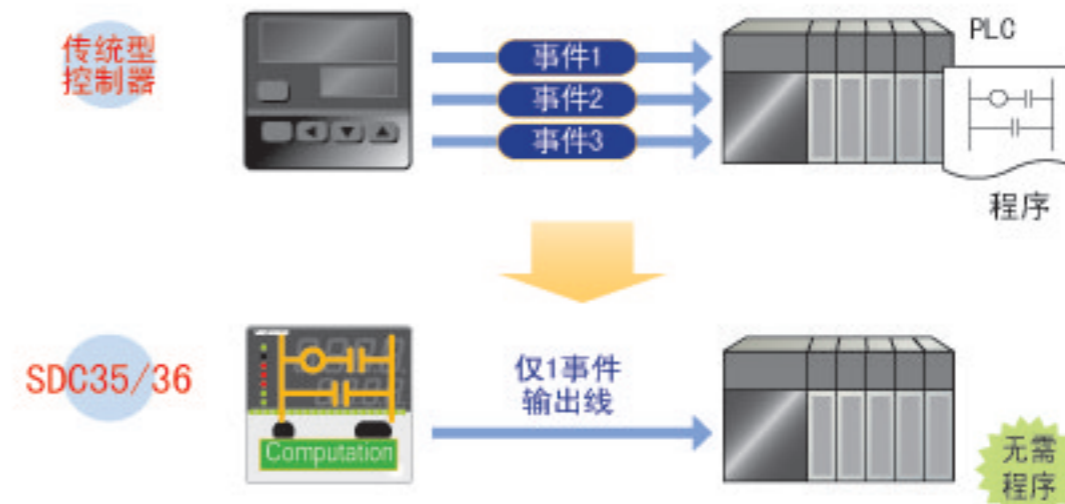 传统型
控制器
事件1
事件2
事件3
PLC
程序
SDC35/36
Computation
仅1事件
输出线
无需
程序